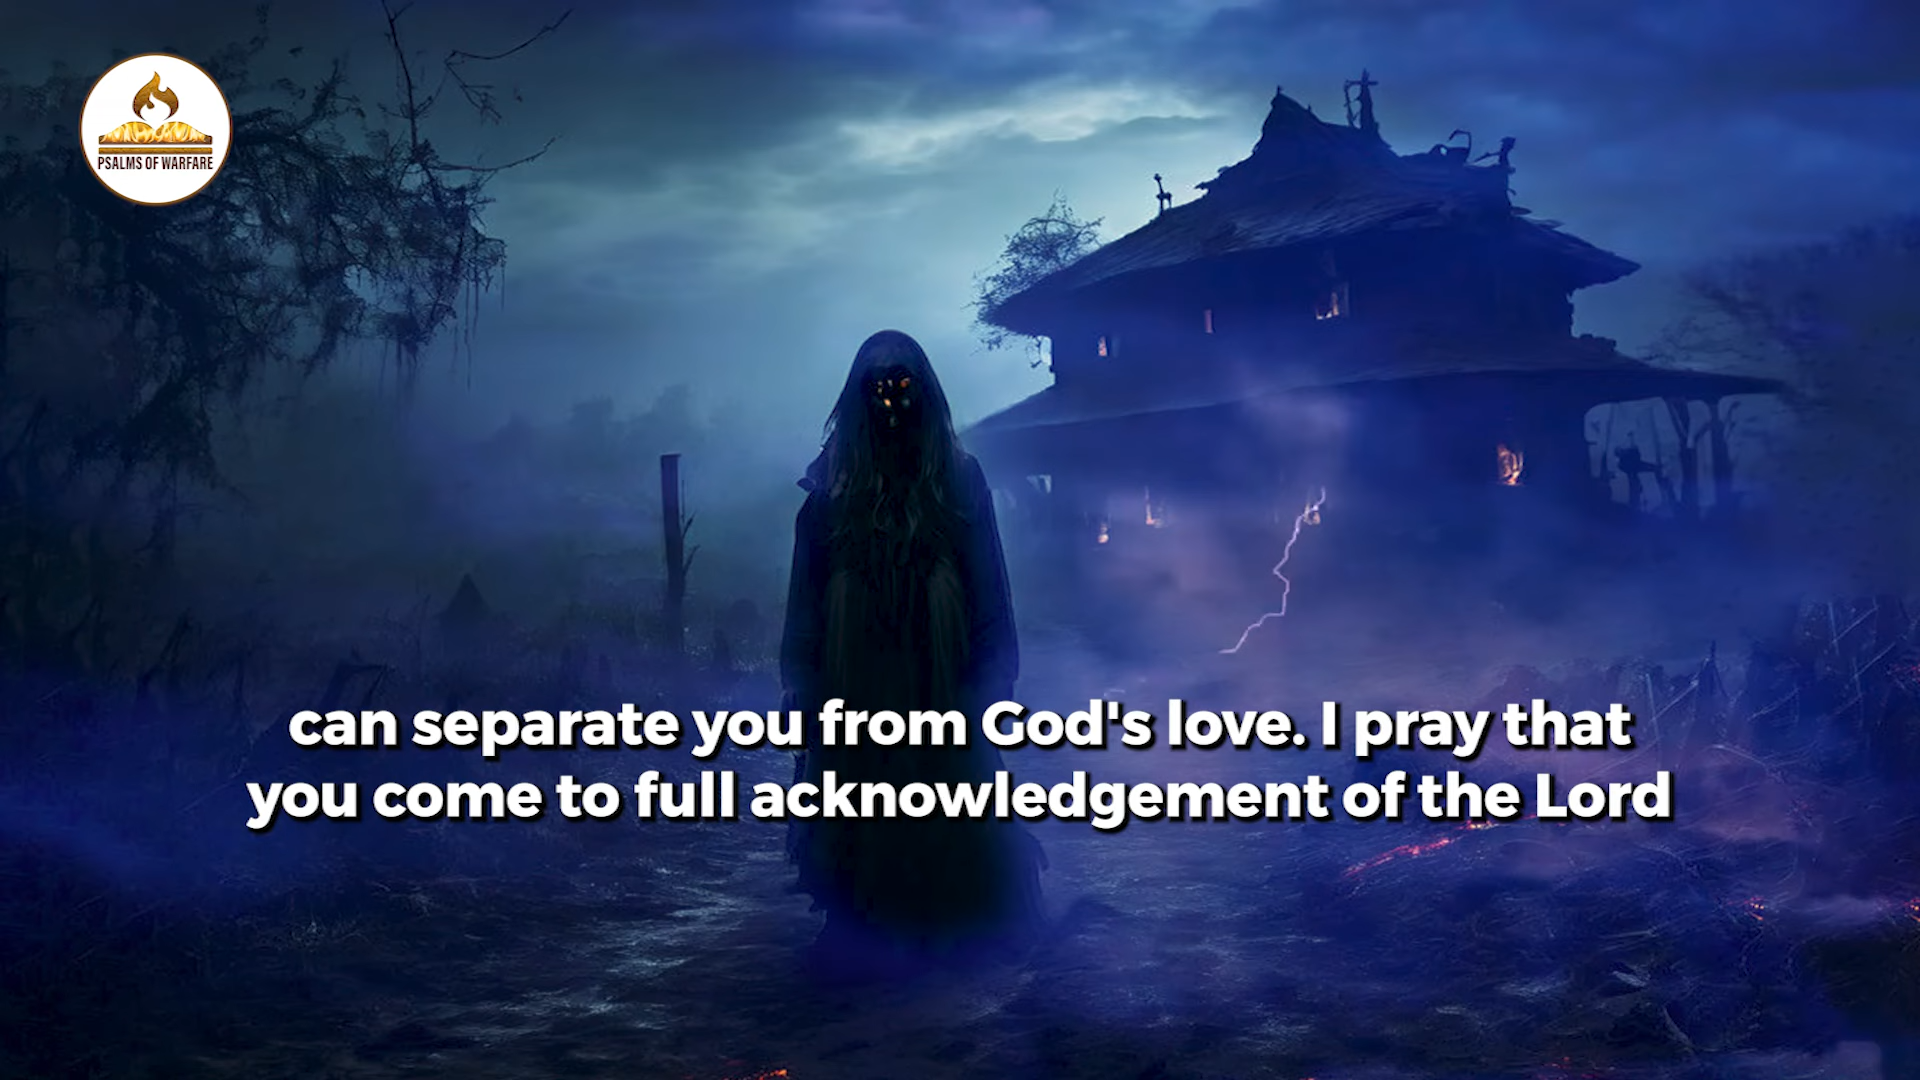 PSALMS OF WARFARE
can separate you from God's love. I pray that
you come to full acknowledgement of the Lord